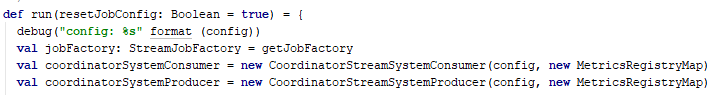 def run(resetJobConfig: Boolean = true) = {
debug("config: %s" format (config))
val jobFactory: StreamJobFactory = getJobFactory
val coordinatorSystemConsumer = new CoordinatorStreamSystemConsumer(config, new MetricsRegistryMap)
val coordinatorSystemProducer = new CoordinatorStreamSystemProducer(config, new MetricsRegistryMap)